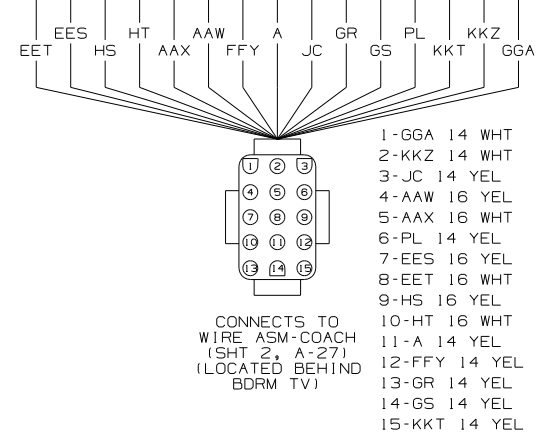 EES HT AAW A GR PL KKZ
EET HS AAX FFY JC GS KKT GGA
1 2 3
4 5 6
7 8 9
10 11 12
13 14 15
1-GGA 14 WHT
2-KKZ 14 WHT
3-JC 14 YEL
4-AAW 16 YEL
5-AAX 16 WHT
6-PL 14 YEL
7-EES 16 YEL
8-EET 16 WHT
9-HS 16 YEL
10-HT 16 WHT
11-A 14 YEL
12-FFY 14 YEL
13-GR 14 YEL
14-GS 14 YEL
15-KKT 14 YEL
CONNECTS TO
WIRE ASM-COACH
(SHT 2, A-27)
(LOCATED BEHIND
BDRM TV)